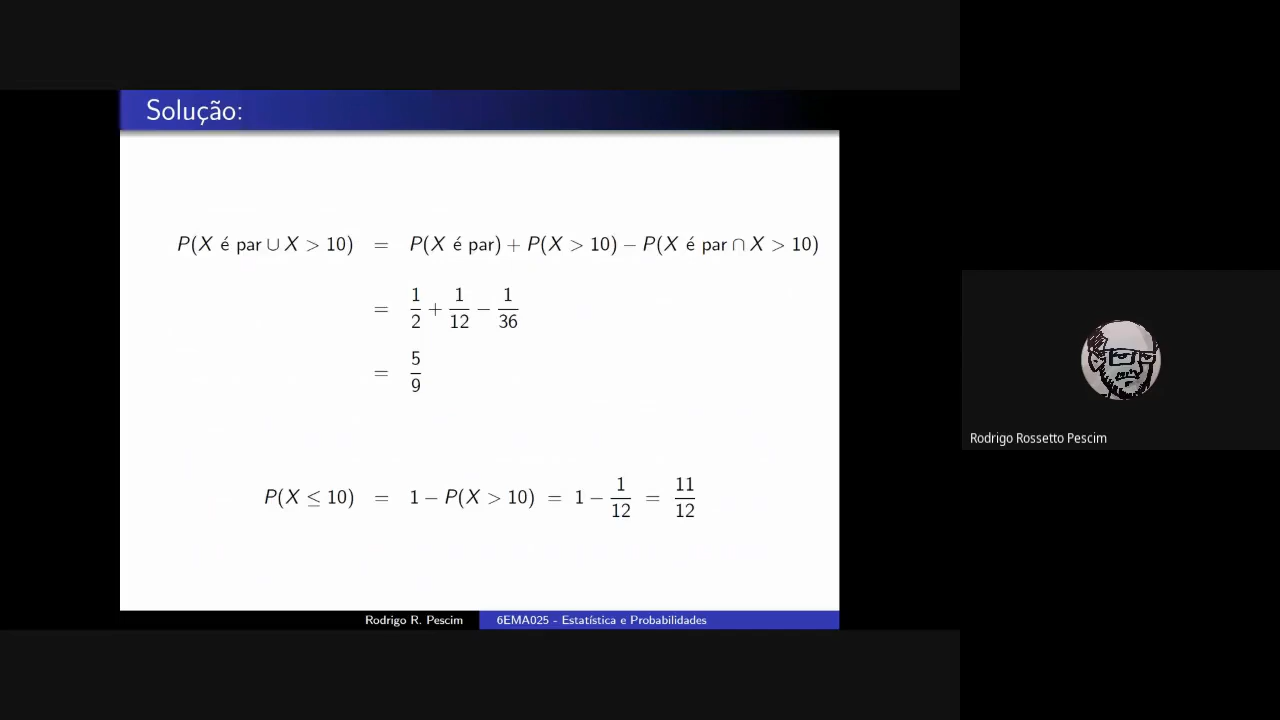 Solução:
P(X é par ∪ X > 10) = P(X é par) + P(X > 10) − P(X é par ∩ X > 10)
= 1/2 + 1/12 − 1/36
= 5/9
P(X ≤ 10) = 1 − P(X > 10) = 1 − 1/12 = 11/12
Rodrigo Rossetto Pescim
Rodrigo R. Pescim 6EMA025 - Estatística e Probabilidades